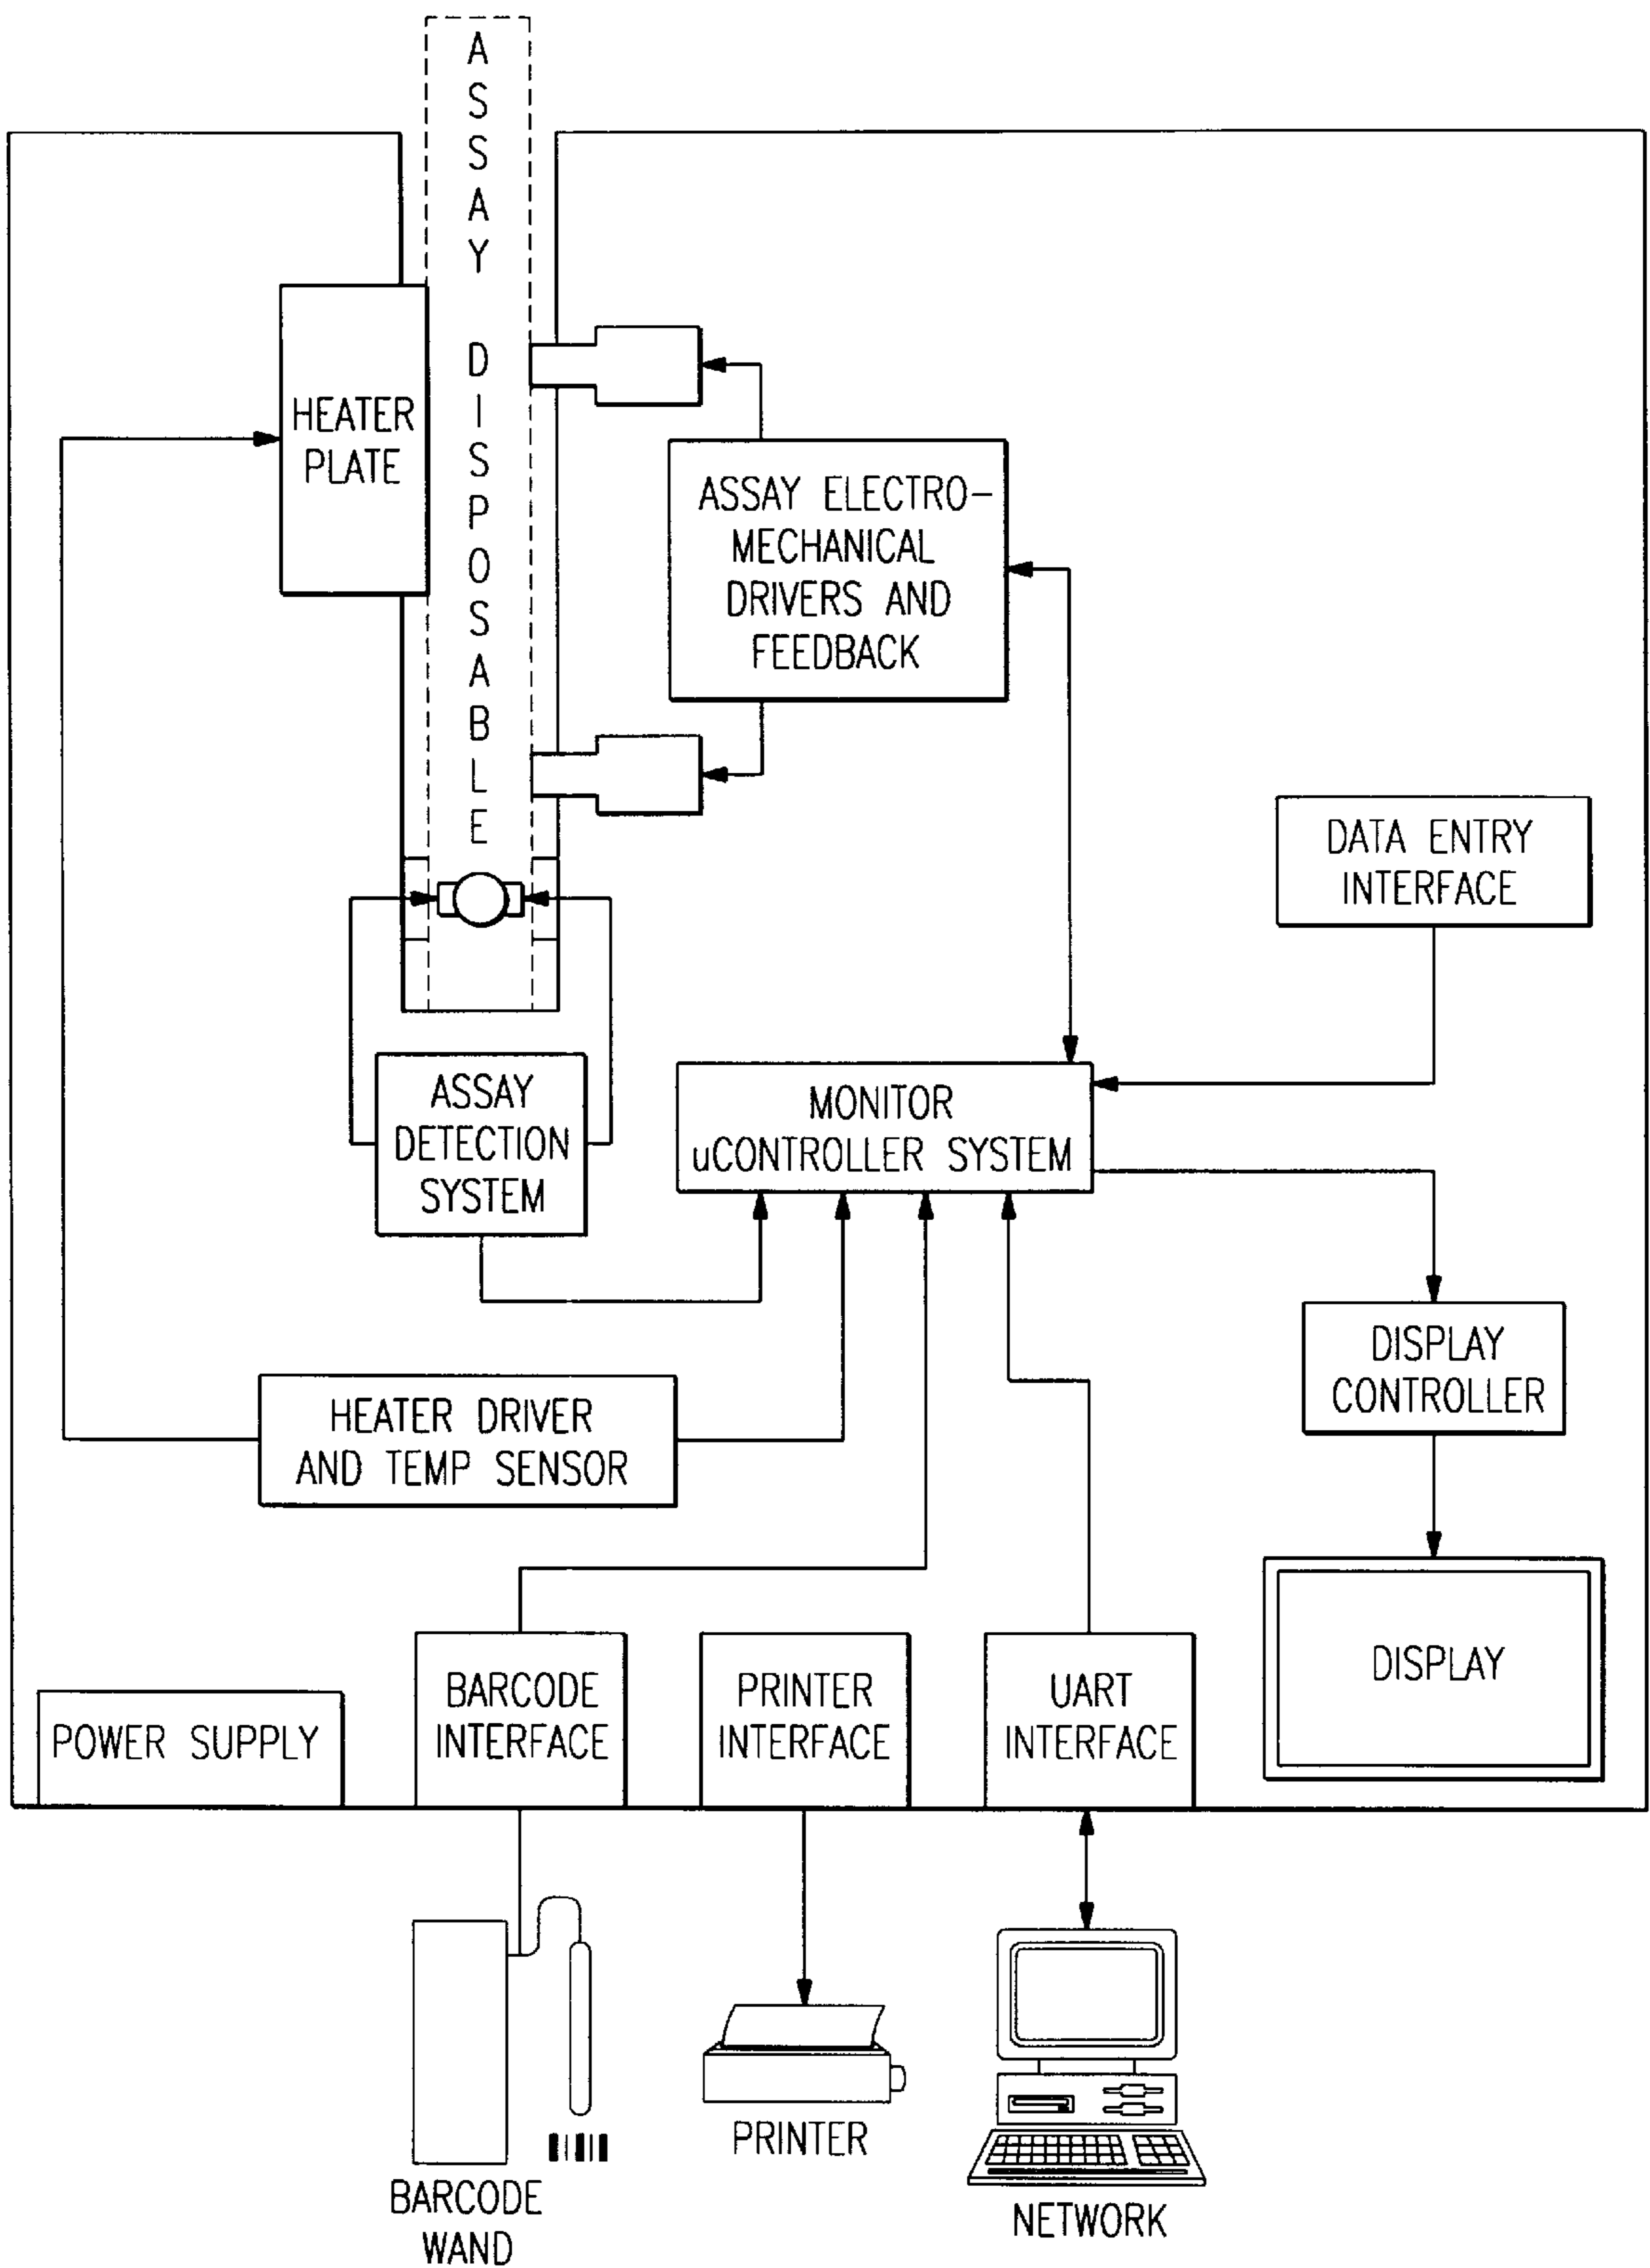 ASSAY DISPOSABLE
HEATER
PLATE
ASSAY ELECTRO-
MECHANICAL
DRIVERS AND
FEEDBACK
DATA ENTRY
INTERFACE
ASSAY
DETECTION
SYSTEM
MONITOR
uCONTROLLER SYSTEM
DISPLAY
CONTROLLER
HEATER DRIVER
AND TEMP SENSOR
DISPLAY
POWER SUPPLY
BARCODE
INTERFACE
PRINTER
INTERFACE
UART
INTERFACE
BARCODE
WAND
PRINTER
NETWORK